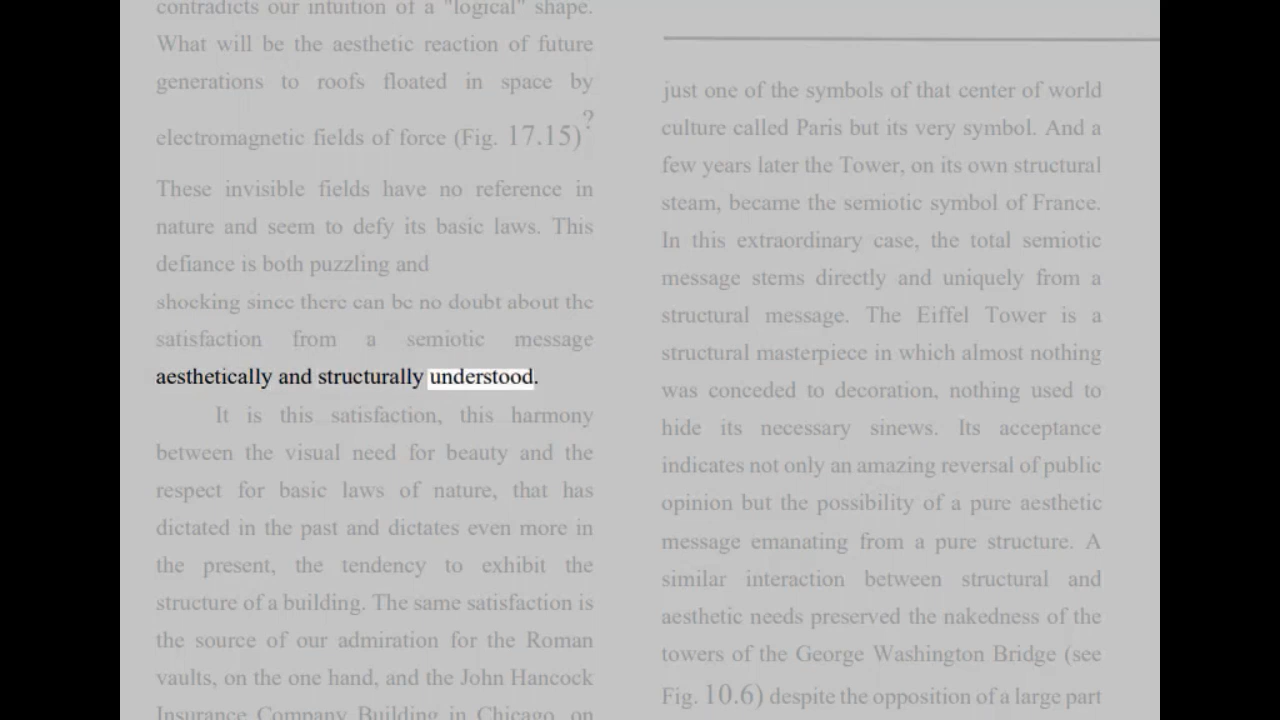 contradicts our intuition of a "logical" shape.
What will be the aesthetic reaction of future
generations to roofs floated in space by
electromagnetic fields of force (Fig. 17.15)?
These invisible fields have no reference in
nature and seem to defy its basic laws. This
defiance is both puzzling and
shocking since there can be no doubt about the
satisfaction from a semiotic message
aesthetically and structurally understood.
It is this satisfaction, this harmony
between the visual need for beauty and the
respect for basic laws of nature, that has
dictated in the past and dictates even more in
the present, the tendency to exhibit the
structure of a building. The same satisfaction is
the source of our admiration for the Roman
vaults, on the one hand, and the John Hancock
Insurance Company Building in Chicago, on
just one of the symbols of that center of world
culture called Paris but its very symbol. And a
few years later the Tower, on its own structural
steam, became the semiotic symbol of France.
In this extraordinary case, the total semiotic
message stems directly and uniquely from a
structural message. The Eiffel Tower is a
structural masterpiece in which almost nothing
was conceded to decoration, nothing used to
hide its necessary sinews. Its acceptance
indicates not only an amazing reversal of public
opinion but the possibility of a pure aesthetic
message emanating from a pure structure. A
similar interaction between structural and
aesthetic needs preserved the nakedness of the
towers of the George Washington Bridge (see
Fig. 10.6) despite the opposition of a large part